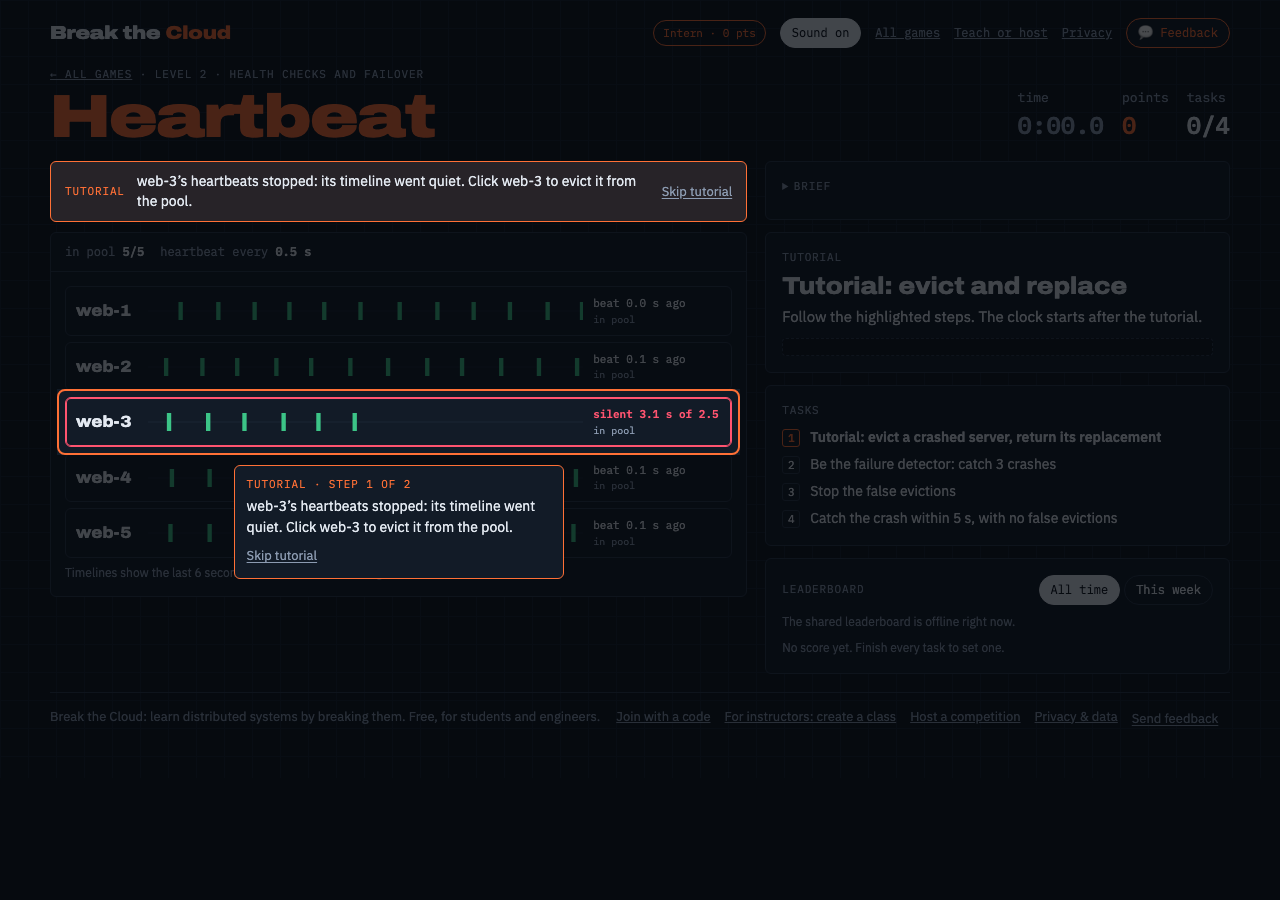 Break the Cloud
Intern · 0 pts
Sound on
All games
Teach or host
Privacy
💬 Feedback
← ALL GAMES · LEVEL 2 · HEALTH CHECKS AND FAILOVER
Heartbeat
time
points
tasks
0:00.0
0
0/4
TUTORIAL
web-3’s heartbeats stopped: its timeline went quiet. Click web-3 to evict it from
the pool.
Skip tutorial
in pool 5/5 heartbeat every 0.5 s
web-1
beat 0.0 s ago
in pool
web-2
beat 0.1 s ago
in pool
web-3
silent 3.1 s of 2.5
in pool
web-4
beat 0.1 s ago
in pool
web-5
beat 0.1 s ago
in pool
TUTORIAL · STEP 1 OF 2
web-3’s heartbeats stopped: its timeline went
quiet. Click web-3 to evict it from the pool.
Skip tutorial
Timelines show the last 6
▶ BRIEF
TUTORIAL
Tutorial: evict and replace
Follow the highlighted steps. The clock starts after the tutorial.
TASKS
1 Tutorial: evict a crashed server, return its replacement
2 Be the failure detector: catch 3 crashes
3 Stop the false evictions
4 Catch the crash within 5 s, with no false evictions
LEADERBOARD
All time
This week
The shared leaderboard is offline right now.
No score yet. Finish every task to set one.
Break the Cloud: learn distributed systems by breaking them. Free, for students and engineers.
Join with a code
For instructors: create a class
Host a competition
Privacy & data
Send feedback